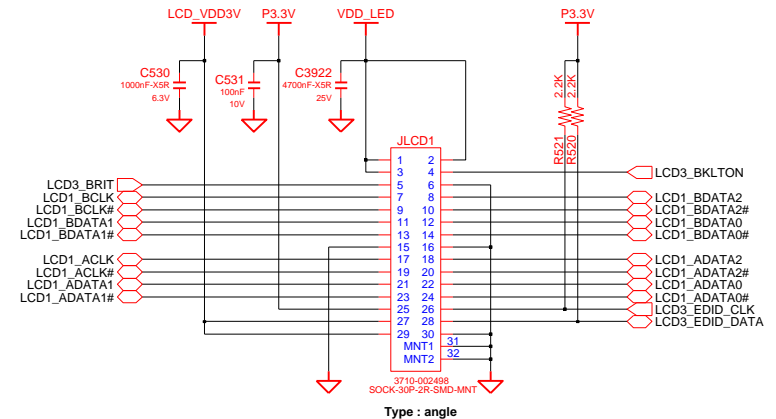 LCD_VDD3V P3.3V VDD_LED P3.3V
C530
1000nF-X5R
6.3V
C531
100nF
10V
C3922
4700nF-X5R
25V
2.2K 2.2K
R521 R520
JLCD1
1 2
3 4 LCD3_BKLTON
LCD3_BRIT 5 6
LCD1_BCLK 7 8 LCD1_BDATA2
LCD1_BCLK# 9 10 LCD1_BDATA2#
LCD1_BDATA1 11 12 LCD1_BDATA0
LCD1_BDATA1# 13 14 LCD1_BDATA0#
15 16
LCD1_ACLK 17 18 LCD1_ADATA2
LCD1_ACLK# 19 20 LCD1_ADATA2#
LCD1_ADATA1 21 22 LCD1_ADATA0
LCD1_ADATA1# 23 24 LCD1_ADATA0#
25 26 LCD3_EDID_CLK
27 28 LCD3_EDID_DATA
29 30
MNT1 31
MNT2 32
3710-002498
SOCK-30P-2R-SMD-MNT
Type : angle